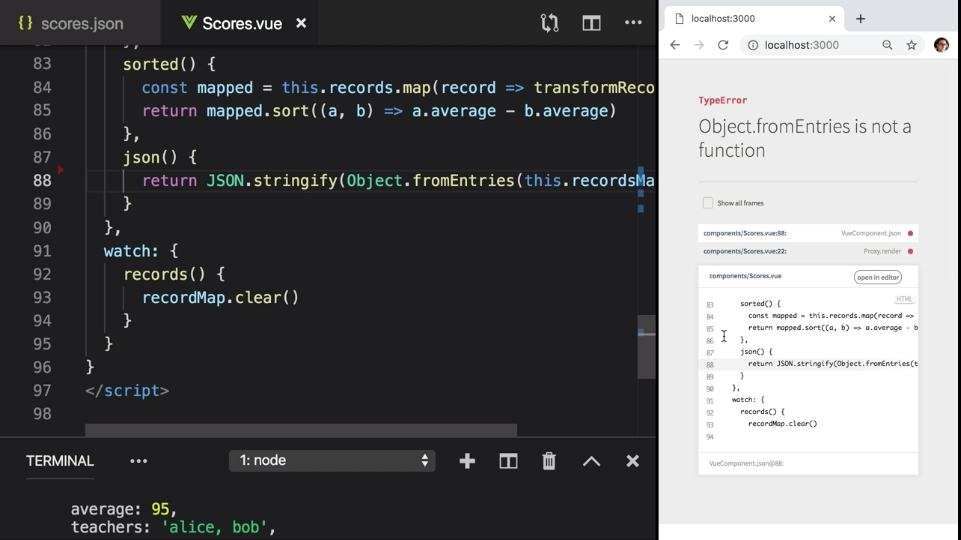 {} scores.json
Scores.vue ×
83 sorted() {
84 const mapped = this.records.map(record => transformReco
85 return mapped.sort((a, b) => a.average - b.average)
86 },
87 json() {
88 return JSON.stringify(Object.fromEntries(this.recordsMa
89 }
90 },
91 watch: {
92 records() {
93 recordMap.clear()
94 }
95 }
96 }
97 </script>
98
TERMINAL ... 1: node
average: 95,
teachers: 'alice, bob',
localhost:3000 ×
localhost:3000
TypeError
Object.fromEntries is not a
function
Show all frames
components/Scores.vue:88: VueComponent.json
components/Scores.vue:22: Proxy.render
components/Scores.vue open in editor
HTML
83 sorted() {
84 const mapped = this.records.map(record =>
85 return mapped.sort((a, b) => a.average - b
86 },
87 json() {
88 return JSON.stringify(Object.fromEntries(t
89 }
90 },
91 watch: {
92 records() {
93 recordMap.clear()
94
VueComponent.json@88: